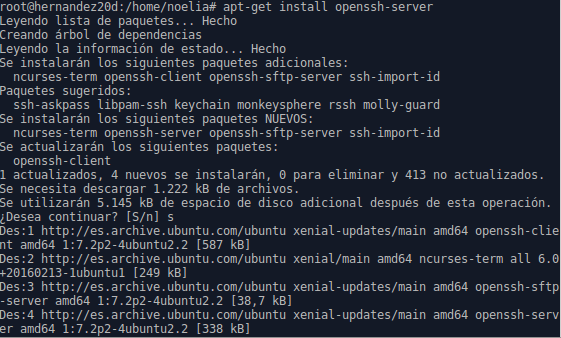 root@hernandez20d:/home/noelia# apt-get install openssh-server
Leyendo lista de paquetes... Hecho
Creando árbol de dependencias
Leyendo la información de estado... Hecho
Se instalarán los siguientes paquetes adicionales:
  ncurses-term openssh-client openssh-sftp-server ssh-import-id
Paquetes sugeridos:
  ssh-askpass libpam-ssh keychain monkeysphere rssh molly-guard
Se instalarán los siguientes paquetes NUEVOS:
  ncurses-term openssh-server openssh-sftp-server ssh-import-id
Se actualizarán los siguientes paquetes:
  openssh-client
1 actualizados, 4 nuevos se instalarán, 0 para eliminar y 413 no actualizados.
Se necesita descargar 1.222 kB de archivos.
Se utilizarán 5.145 kB de espacio de disco adicional después de esta operación.
¿Desea continuar? [S/n] s
Des:1 http://es.archive.ubuntu.com/ubuntu xenial-updates/main amd64 openssh-clie
nt amd64 1:7.2p2-4ubuntu2.2 [587 kB]
Des:2 http://es.archive.ubuntu.com/ubuntu xenial/main amd64 ncurses-term all 6.0
+20160213-1ubuntu1 [249 kB]
Des:3 http://es.archive.ubuntu.com/ubuntu xenial-updates/main amd64 openssh-sftp
-server amd64 1:7.2p2-4ubuntu2.2 [38,7 kB]
Des:4 http://es.archive.ubuntu.com/ubuntu xenial-updates/main amd64 openssh-serv
er amd64 1:7.2p2-4ubuntu2.2 [338 kB]